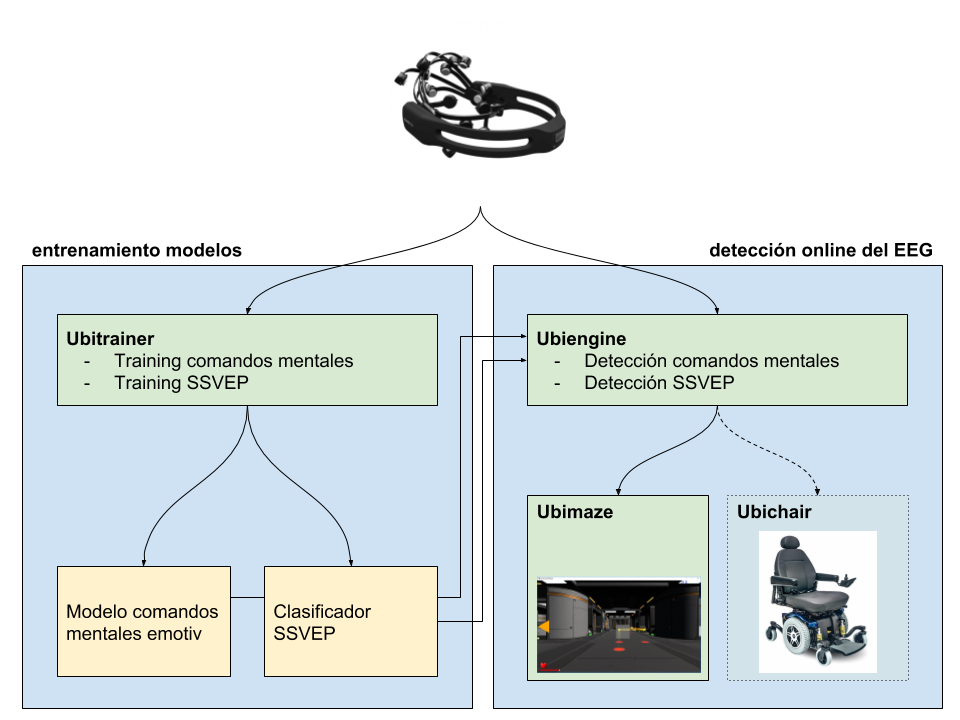 entrenamiento modelos
detección online del EEG
Ubitrainer
- Training comandos mentales
- Training SSVEP
Ubiengine
- Detección comandos mentales
- Detección SSVEP
Modelo comandos
mentales emotiv
Clasificador
SSVEP
Ubimaze
Ubichair